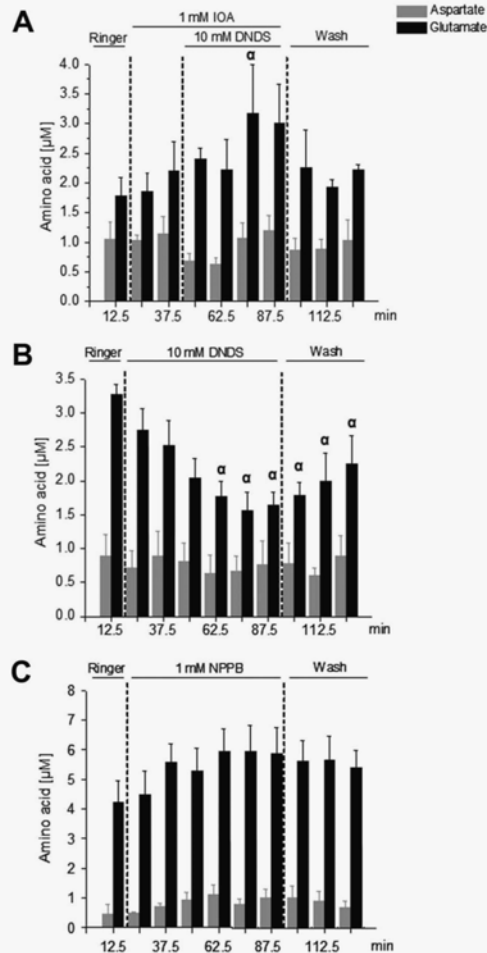 Aspartate
Glutamate
A
1 mM IOA
Ringer
10 mM DNDS
Wash
α
Amino acid [µM]
4.0
3.5
3.0
2.5
2.0
1.5
1.0
0.5
0.0
12.5 37.5 62.5 87.5 112.5 min
B
Ringer 10 mM DNDS Wash
α α α α α α
Amino acid [µM]
3.5
3.0
2.5
2.0
1.5
1.0
0.5
0.0
12.5 37.5 62.5 87.5 112.5 min
C
Ringer 1 mM NPPB Wash
Amino acid [µM]
8
7
6
5
4
3
2
1
0
12.5 37.5 62.5 87.5 112.5 min